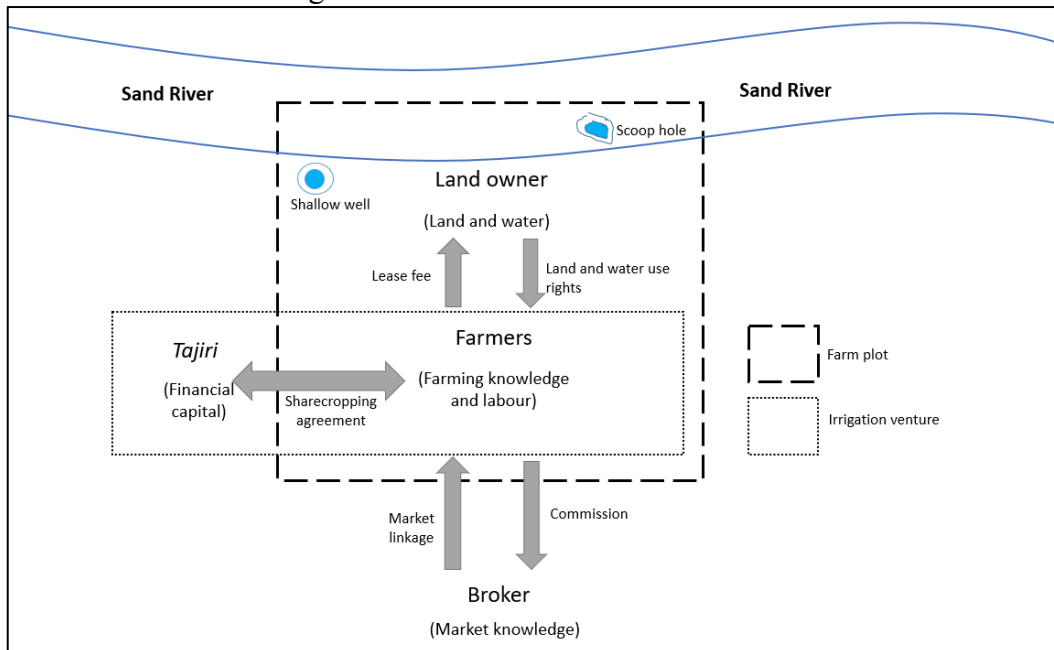 Sand River
Sand River
Scoop hole
Shallow well
Land owner
(Land and water)
Lease fee
Land and water use
rights
Tajiri
(Financial
capital)
Sharecropping
agreement
Farmers
(Farming knowledge
and labour)
Farm plot
Irrigation venture
Market
linkage
Commission
Broker
(Market knowledge)